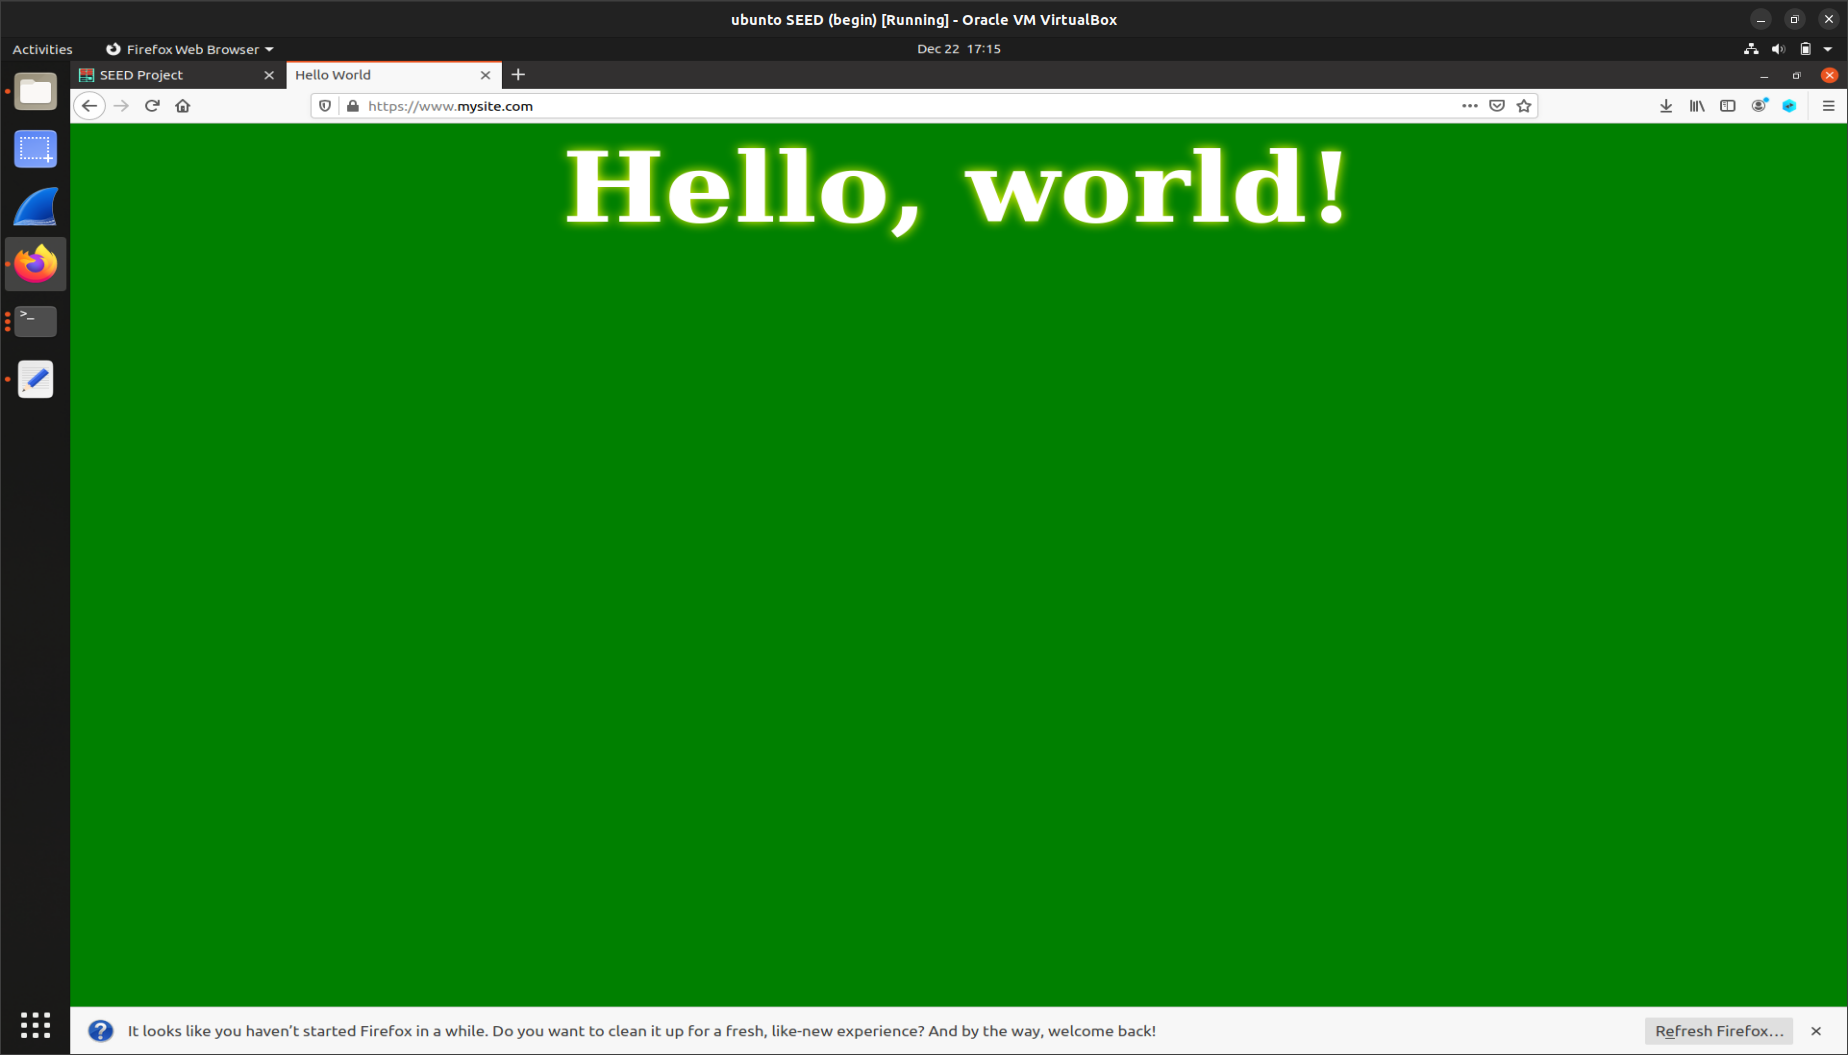 ubunto SEED (begin) [Running] - Oracle VM VirtualBox
Activities Firefox Web Browser Dec 22 17:15
SEED Project Hello World
https://www.mysite.com
Hello, world!
It looks like you haven't started Firefox in a while. Do you want to clean it up for a fresh, like-new experience? And by the way, welcome back! Refresh Firefox…